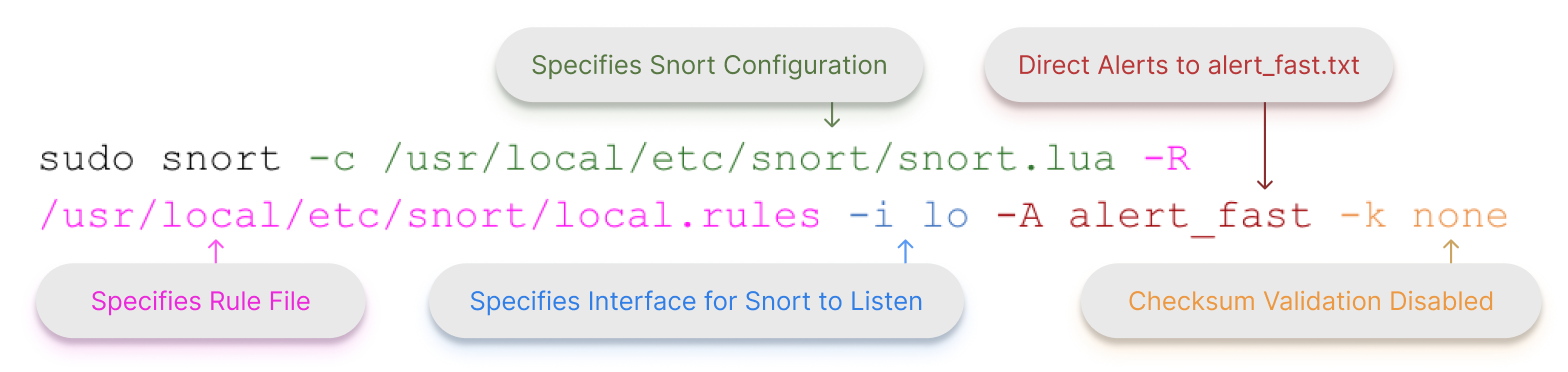 Specifies Snort Configuration
Direct Alerts to alert_fast.txt
sudo snort -c /usr/local/etc/snort/snort.lua -R
/usr/local/etc/snort/local.rules -i lo -A alert_fast -k none
Specifies Rule File
Specifies Interface for Snort to Listen
Checksum Validation Disabled